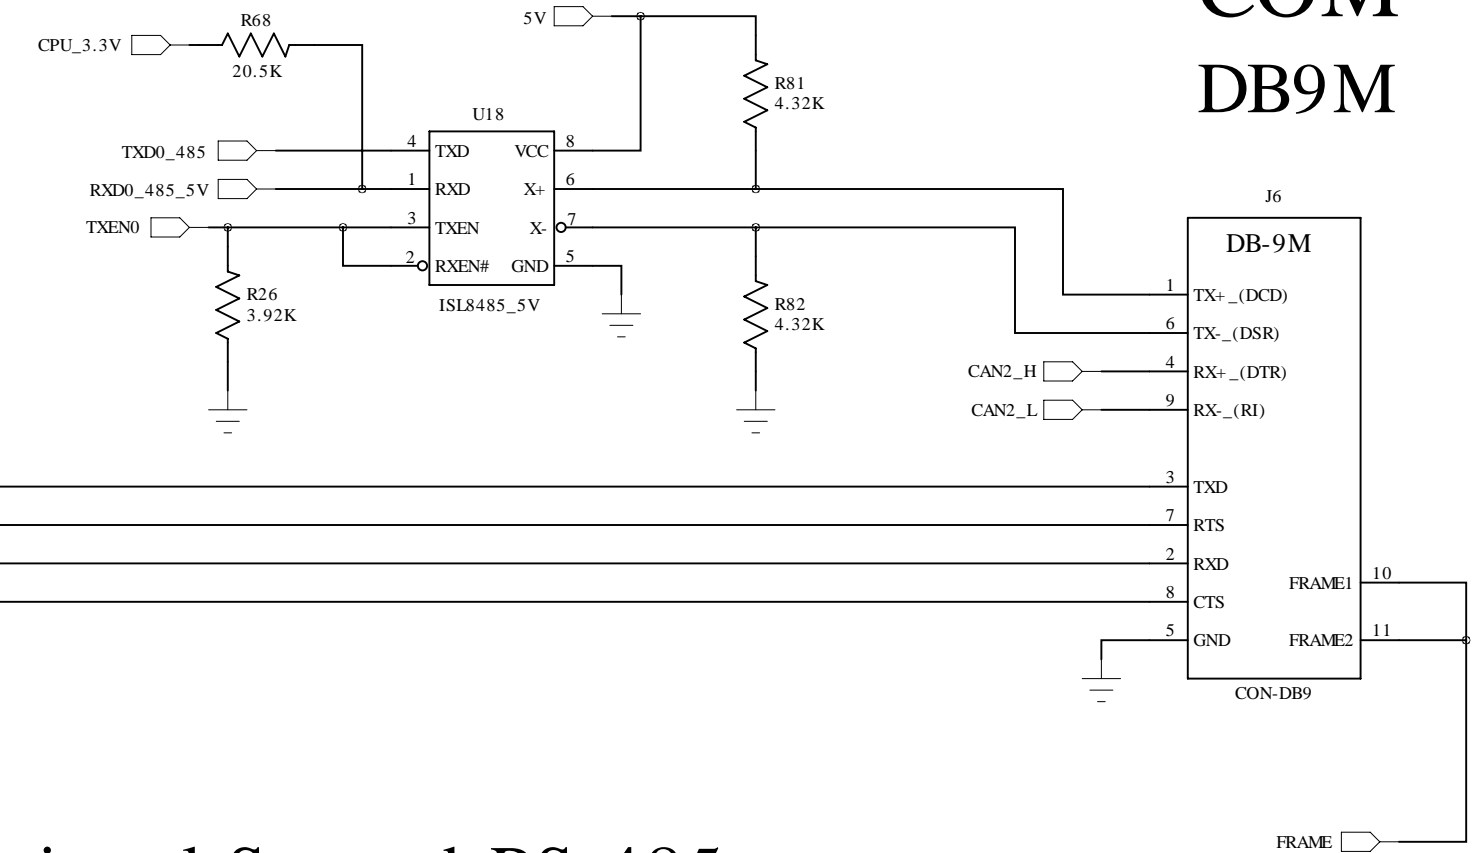 COM
DB9M
5V
R68
CPU_3.3V
20.5K
R81
4.32K
U18
TXD0_485
4 TXD VCC 8
RXD0_485_5V
1 RXD X+ 6
TXEN0
3 TXEN X- 7
2 RXEN# GND 5
ISL8485_5V
R26
3.92K
R82
4.32K
J6
DB-9M
1 TX+_(DCD)
6 TX-_(DSR)
CAN2_H
4 RX+_(DTR)
CAN2_L
9 RX-_(RI)
3 TXD
7 RTS
2 RXD
FRAME1 10
8 CTS
5 GND FRAME2 11
CON-DB9
FRAME